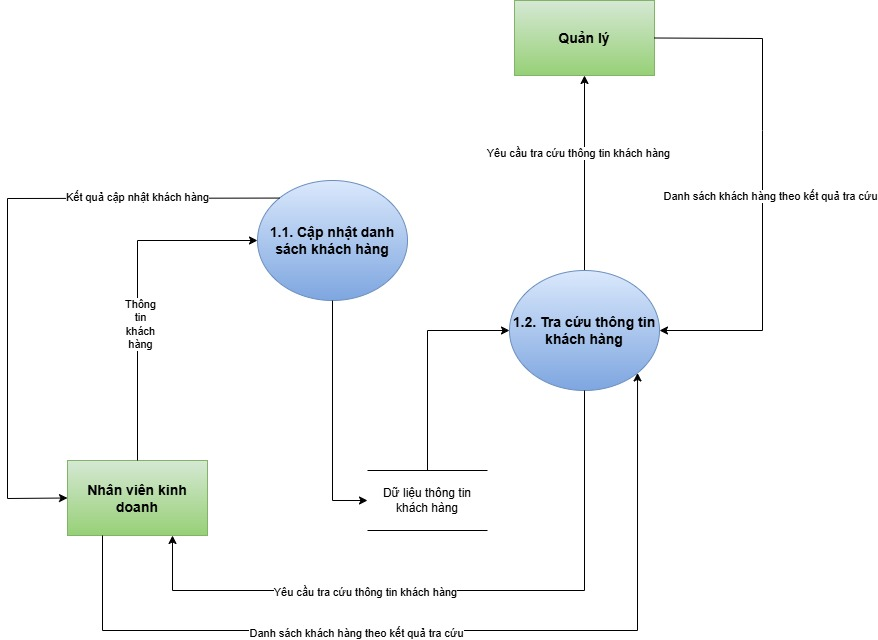 Quản lý
Yêu cầu tra cứu thông tin khách hàng
Danh sách khách hàng theo kết quả tra cứu
Kết quả cập nhật khách hàng
1.1. Cập nhật danh
sách khách hàng
Thông
tin
khách
hàng
1.2. Tra cứu thông tin
khách hàng
Nhân viên kinh
doanh
Dữ liệu thông tin
khách hàng
Yêu cầu tra cứu thông tin khách hàng
Danh sách khách hàng theo kết quả tra cứu